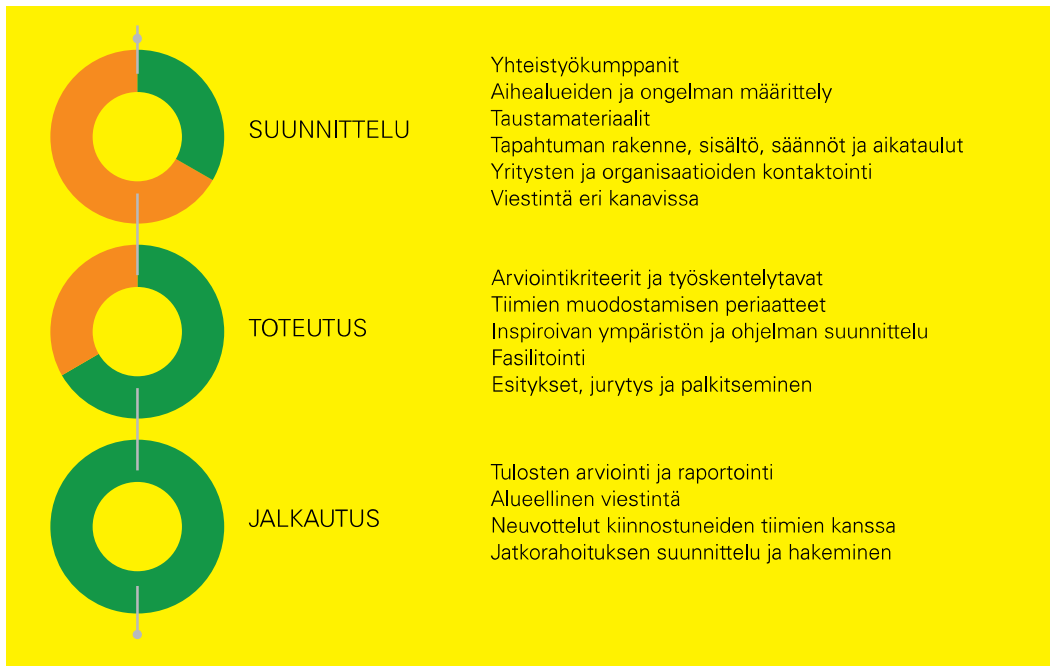 SUUNNITTELU
Yhteistyökumppanit
Aihealueiden ja ongelman määrittely
Taustamateriaalit
Tapahtuman rakenne, sisältö, säännöt ja aikataulut
Yritysten ja organisaatioiden kontaktointi
Viestintä eri kanavissa
TOTEUTUS
Arviointikriteerit ja työskentelytavat
Tiimien muodostamisen periaatteet
Inspiroivan ympäristön ja ohjelman suunnittelu
Fasilitointi
Esitykset, jurytys ja palkitseminen
JALKAUTUS
Tulosten arviointi ja raportointi
Alueellinen viestintä
Neuvottelut kiinnostuneiden tiimien kanssa
Jatkorahoituksen suunnittelu ja hakeminen